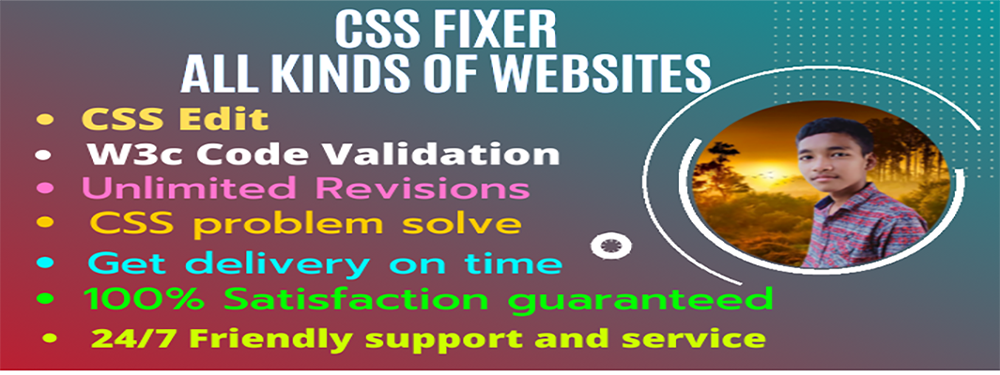 CSS FIXER
ALL KINDS OF WEBSITES
• CSS Edit
• W3c Code Validation
• Unlimited Revisions
• CSS problem solve
• Get delivery on time
• 100% Satisfaction guaranteed
• 24/7 Friendly support and service